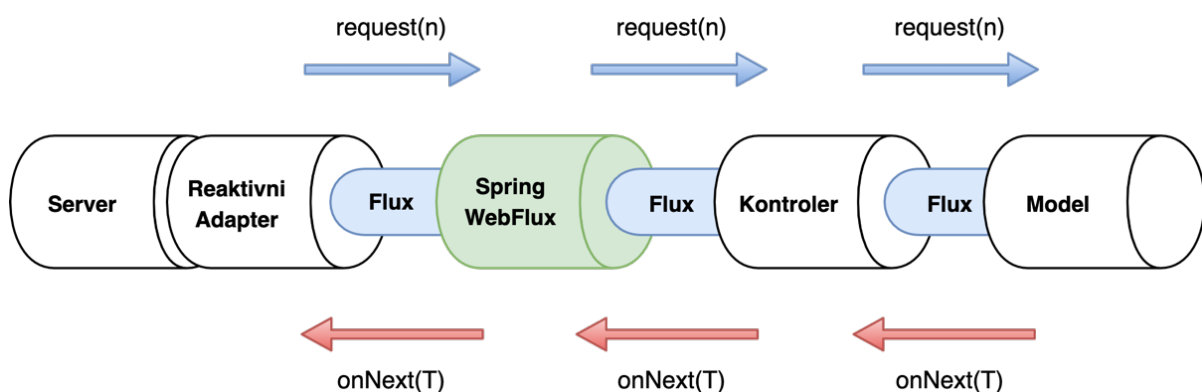 request(n)
request(n)
request(n)
Server
Reaktivni
Adapter
Flux
Spring
WebFlux
Flux
Kontroler
Flux
Model
onNext(T)
onNext(T)
onNext(T)